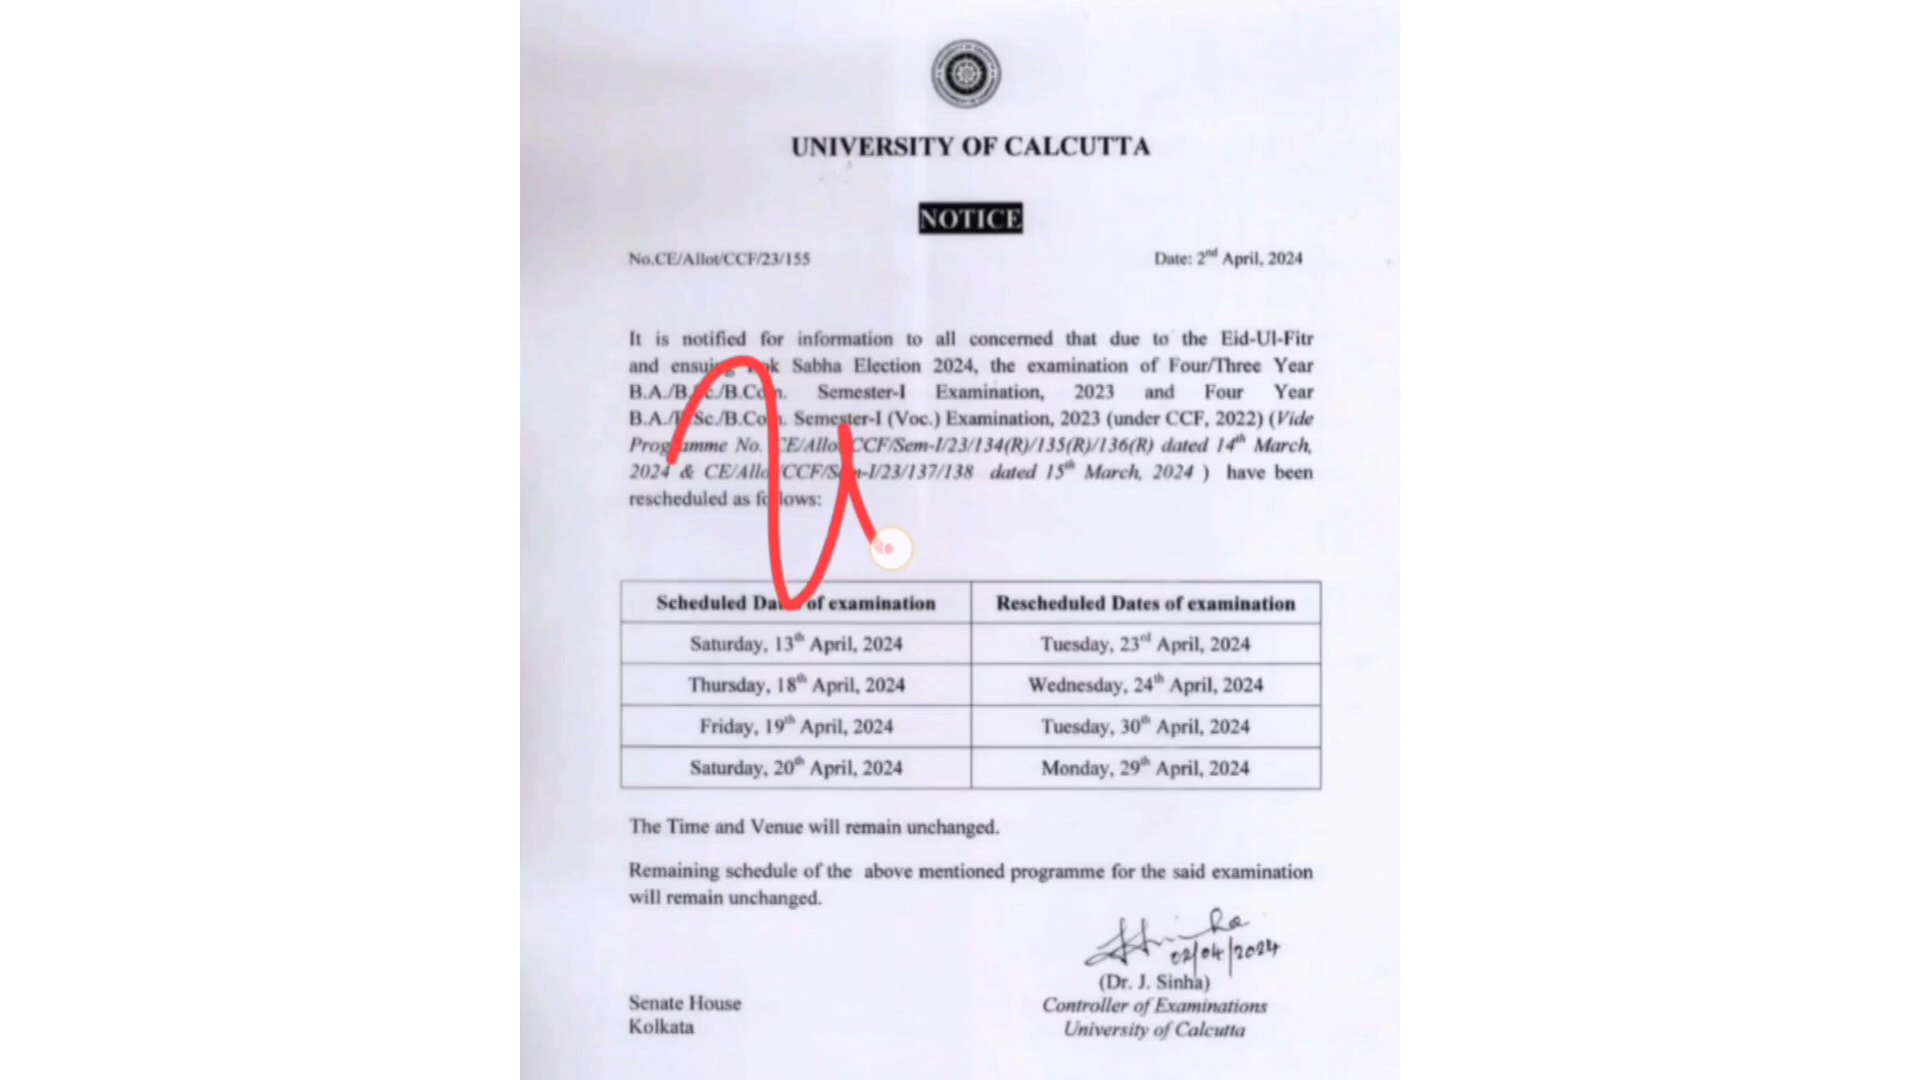 UNIVERSITY OF CALCUTTA
NOTICE
No.CE/Allot/CCF/23/155 Date: 2nd April, 2024
It is notified for information to all concerned that due to the Eid-Ul-Fitr
and ensuing Lok Sabha Election 2024, the examination of Four/Three Year
B.A./B.Sc./B.Com. Semester-I Examination, 2023 and Four Year
B.A./B.Sc./B.Com. Semester-I (Voc.) Examination, 2023 (under CCF, 2022) (Vide
Programme No. CE/Allot/CCF/Sem-I/23/134(R)/135(R)/136(R) dated 14th March,
2024 & CE/Allot/CCF/Sem-I/23/137/138 dated 15th March, 2024 ) have been
rescheduled as follows:
Scheduled Dates of examination Rescheduled Dates of examination
Saturday, 13th April, 2024 Tuesday, 23rd April, 2024
Thursday, 18th April, 2024 Wednesday, 24th April, 2024
Friday, 19th April, 2024 Tuesday, 30th April, 2024
Saturday, 20th April, 2024 Monday, 29th April, 2024
The Time and Venue will remain unchanged.
Remaining schedule of the above mentioned programme for the said examination
will remain unchanged.
02/04/2024
(Dr. J. Sinha)
Senate House Controller of Examinations
Kolkata University of Calcutta